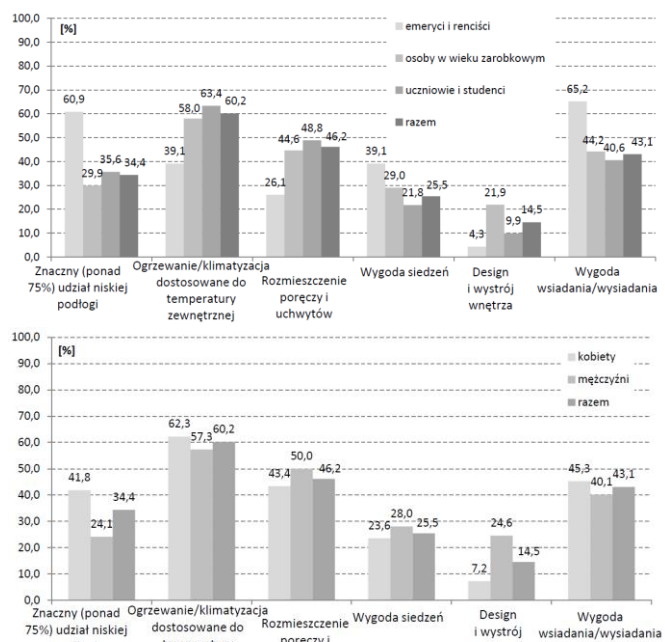 100,0
[%]
emeryci i renciści
90,0
osoby w wieku zarobkowym
80,0
uczniowie i studenci
70,0
razem
60,0
50,0
40,0
30,0
20,0
10,0
0,0
60,9
29,9
35,6
34,4
39,1
58,0
63,4
60,2
26,1
44,6
48,8
46,2
39,1
29,0
21,8
25,5
4,3
21,9
9,9
14,5
65,2
44,2
40,6
43,1
Znaczny (ponad
75%) udział niskiej
podłogi
Ogrzewanie/klimatyzacja
dostosowane do
temperatury
zewnętrznej
Rozmieszczenie
poręczy i
uchwytów
Wygoda siedzeń
Design
i wystrój
wnętrza
Wygoda
wsiadania/wysiadania
100,0
[%]
kobiety
90,0
mężczyźni
80,0
razem
70,0
60,0
50,0
40,0
30,0
20,0
10,0
0,0
41,8
24,1
34,4
62,3
57,3
60,2
43,4
50,0
46,2
23,6
28,0
25,5
7,2
24,6
14,5
45,3
40,1
43,1
Znaczny (ponad
75%) udział niskiej
Ogrzewanie/klimatyzacja
dostosowane do
Rozmieszczenie
poręczy i
Wygoda siedzeń
Design
i wystrój
Wygoda
wsiadania/wysiadania